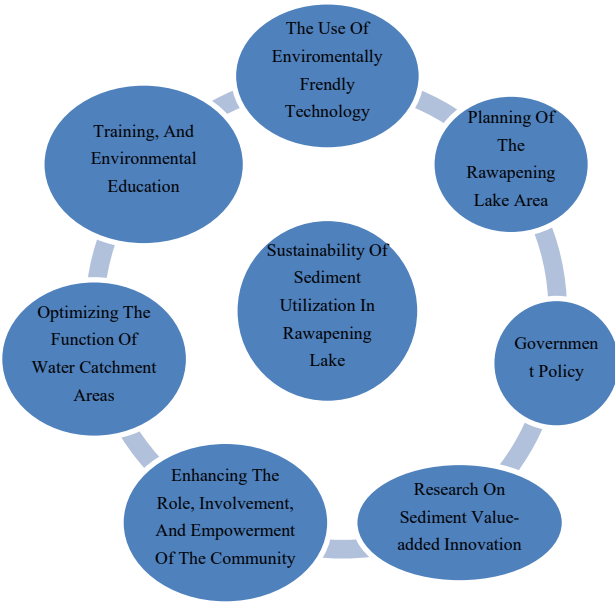 The Use Of
Enviromentally
Frendly
Technology
Planning Of
The
Rawapening
Lake Area
Governmen
t Policy
Research On
Sediment Value-
added Innovation
Enhancing The
Role, Involvement,
And Empowerment
Of The Community
Optimizing The
Function Of
Water Catchment
Areas
Training, And
Environmental
Education
Sustainability Of
Sediment
Utilization In
Rawapening
Lake